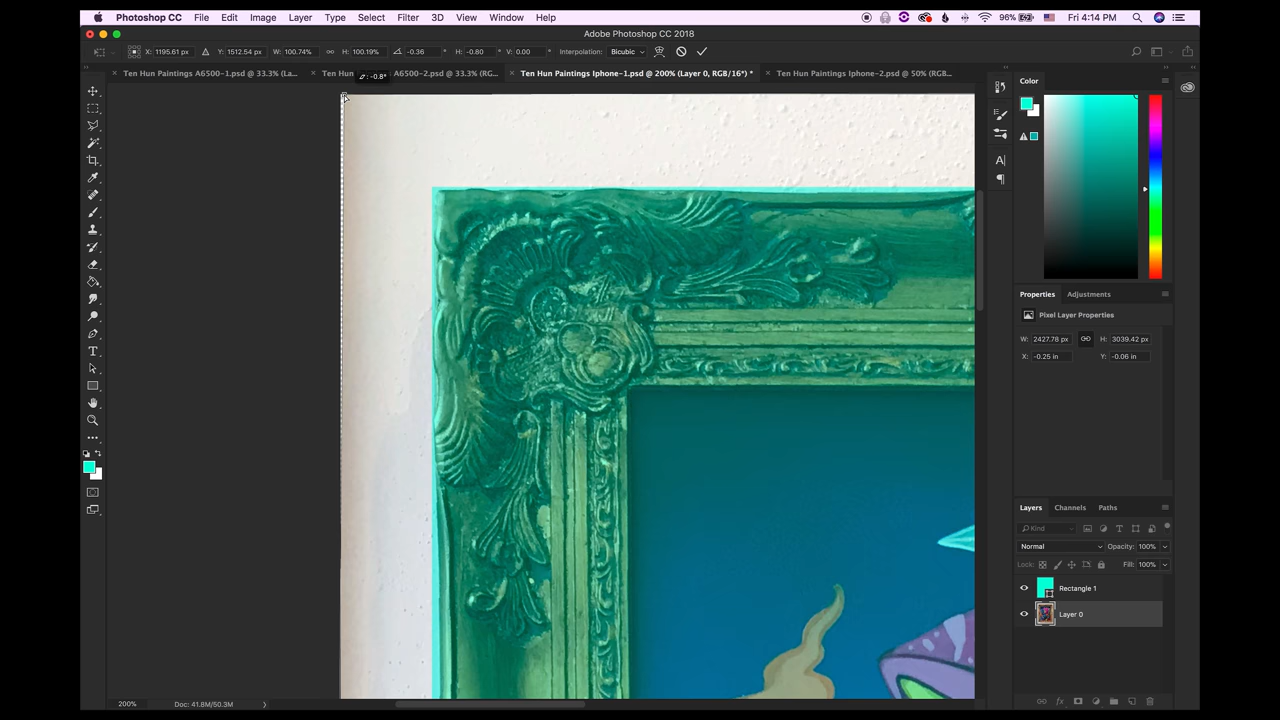 Photoshop CC File Edit Image Layer Type Select Filter 3D View Window Help 96% Fri 4:14 PM
Adobe Photoshop CC 2018
X: 1195.61 px Y: 1512.54 px W: 100.74% H: 100.19% -0.36 H: -0.80 V: 0.00 Interpolation: Bicubic
Ten Hun Paintings A6500-1.psd @ 33.3% (La... Ten Hun A6500-2.psd @ 33.3% (RG... Ten Hun Paintings Iphone-1.psd @ 200% (Layer 0, RGB/16*) * Ten Hun Paintings Iphone-2.psd @ 50% (RGB...
: -0.8°
Color
Properties Adjustments
Pixel Layer Properties
W: 2427.78 px H: 3039.42 px
X: -0.25 in Y: -0.06 in
Layers Channels Paths
Kind
Normal Opacity: 100%
Lock: Fill: 100%
Rectangle 1
Layer 0
200% Doc: 41.8M/50.3M